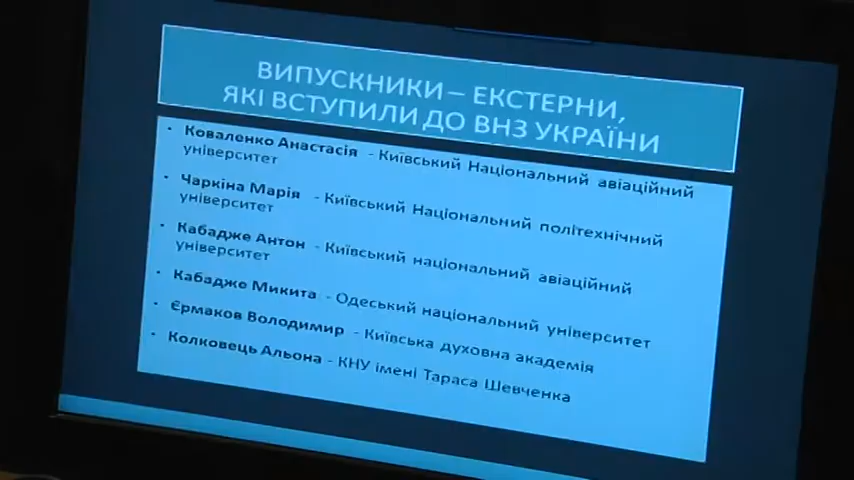 ВИПУСКНИКИ – ЕКСТЕРНИ,
ЯКІ ВСТУПИЛИ ДО ВНЗ УКРАЇНИ
• Коваленко Анастасія - Київський Національний авіаційний
університет
• Чаркіна Марія - Київський Національний політехнічний
університет
• Кабадже Антон - Київський національний авіаційний
університет
• Кабадже Микита - Одеський національний університет
• Єрмаков Володимир - Київська духовна академія
• Колковець Альона - КНУ імені Тараса Шевченка